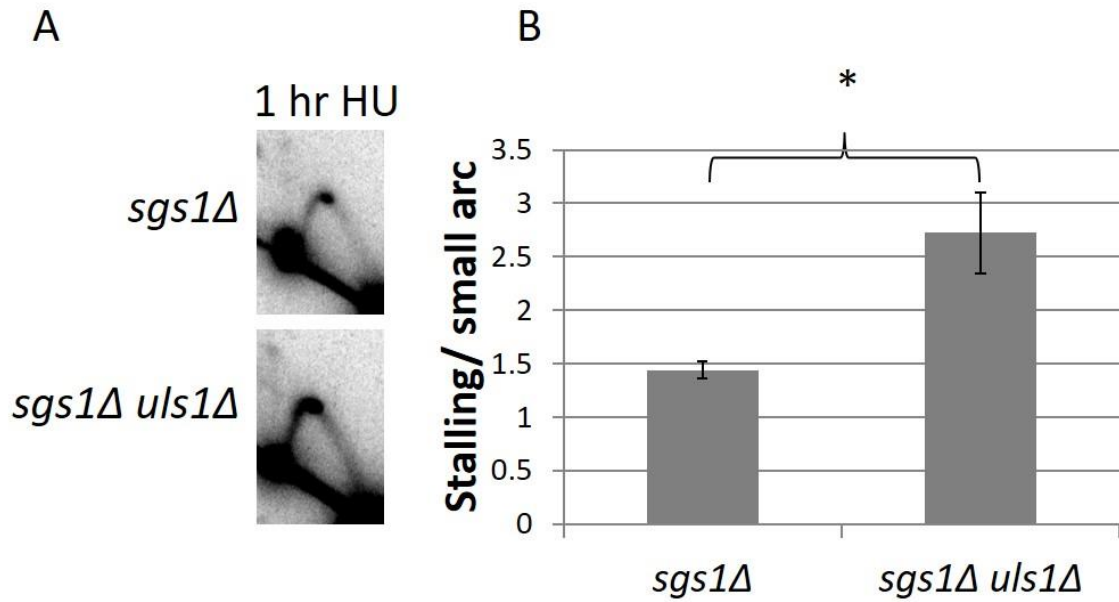 A
1 hr HU
sgs1Δ
sgs1Δ uls1Δ
B
*
Stalling/ small arc
3.5
3
2.5
2
1.5
1
0.5
0
sgs1Δ
sgs1Δ uls1Δ